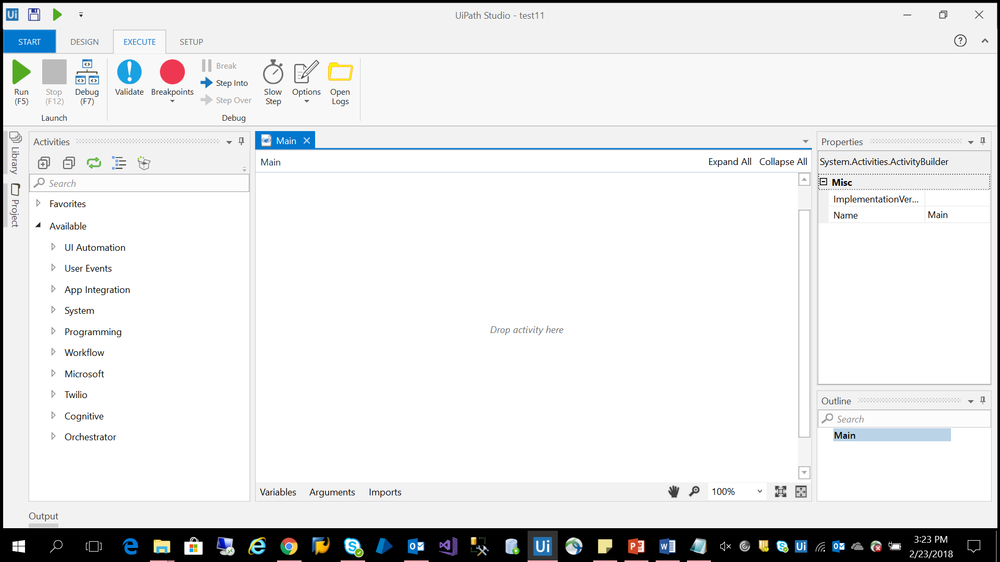 Ui
UiPath Studio - test11
START
DESIGN
EXECUTE
SETUP
Run
(F5)
Stop
(F12)
Debug
(F7)
Launch
Validate
Breakpoints
Break
Step Into
Step Over
Slow
Step
Options
Open
Logs
Debug
Library
Project
Activities
Search
Favorites
Available
UI Automation
User Events
App Integration
System
Programming
Workflow
Microsoft
Twilio
Cognitive
Orchestrator
Main
Main
Expand All
Collapse All
Drop activity here
Variables
Arguments
Imports
100%
Properties
System.Activities.ActivityBuilder
Misc
ImplementationVer...
Name
Main
Outline
Search
Main
Output
Ui
Ui
3:23 PM
2/23/2018